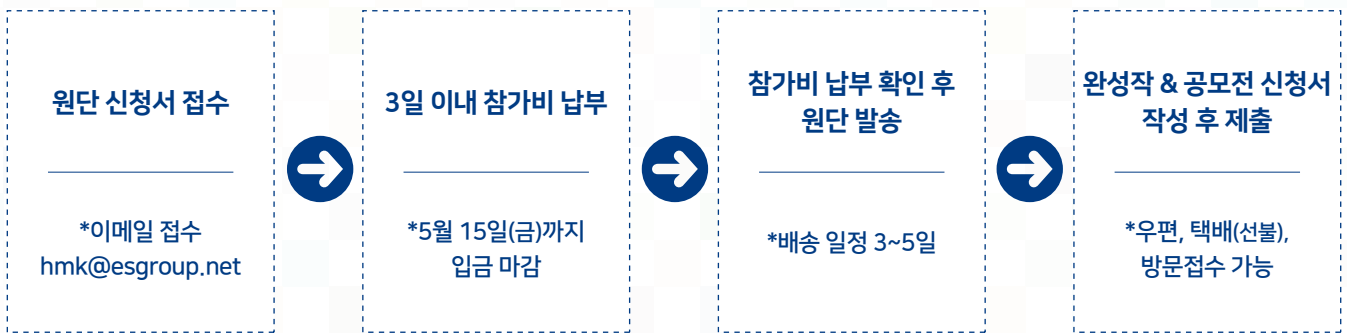 원단 신청서 접수
*이메일 접수
hmk@esgroup.net
3일 이내 참가비 납부
*5월 15일(금)까지
입금 마감
참가비 납부 확인 후
원단 발송
*배송 일정 3~5일
완성작 & 공모전 신청서
작성 후 제출
*우편, 택배(선불),
방문접수 가능